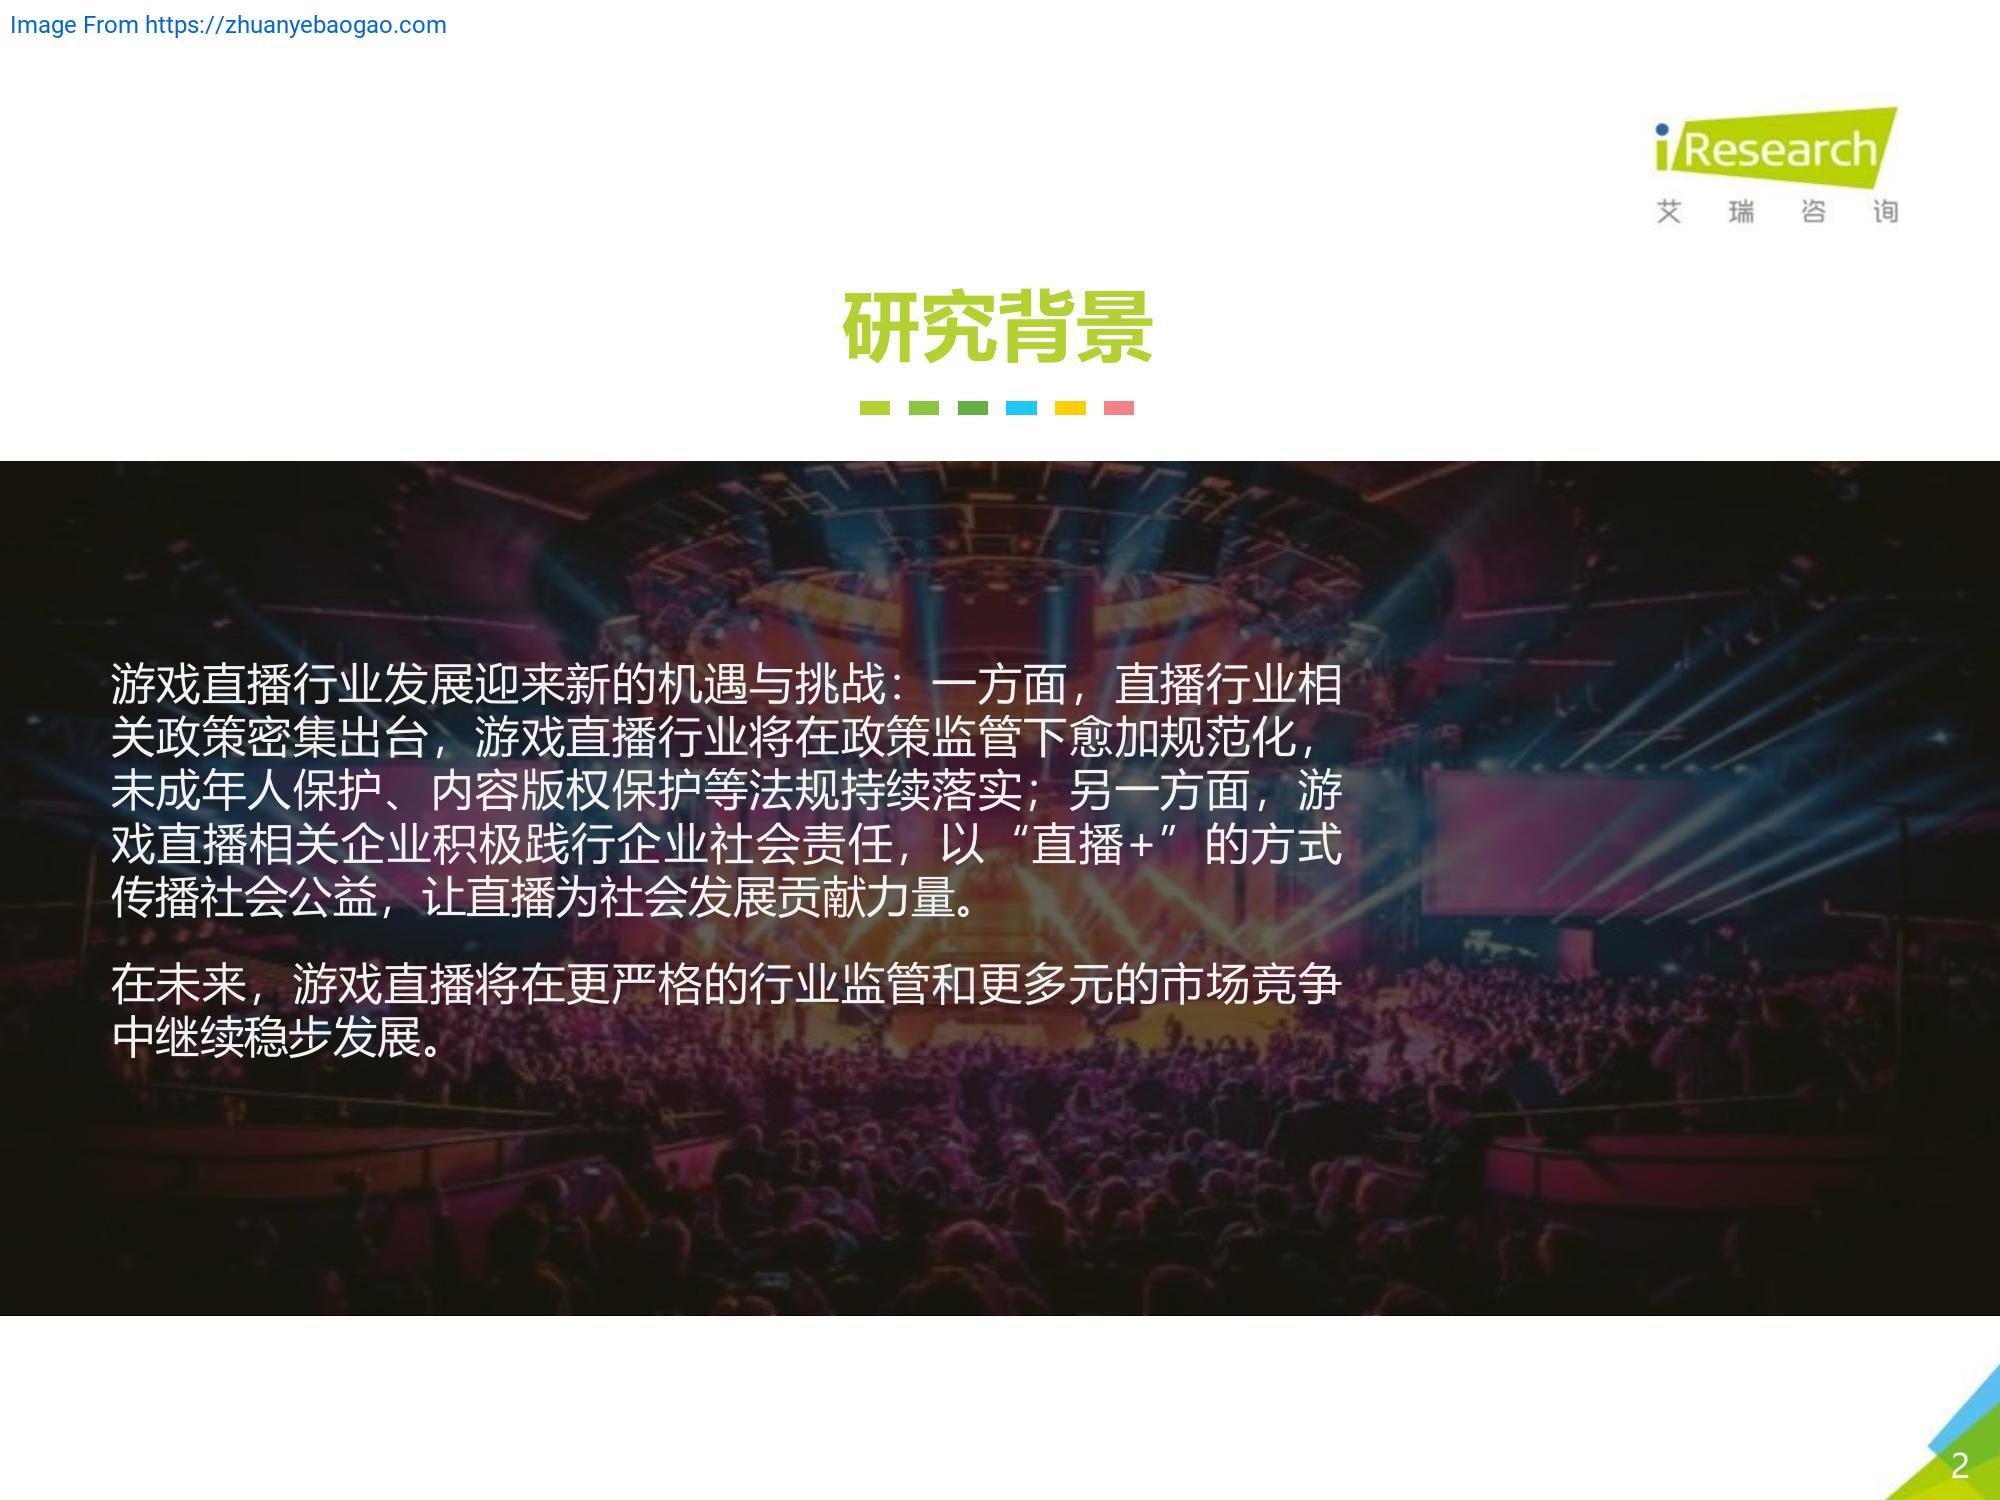 Image From https://zhuanyebaogao.com
iResearch
艾瑞咨询
研究背景
游戏直播行业发展迎来新的机遇与挑战：一方面，直播行业相
关政策密集出台，游戏直播行业将在政策监管下愈加规范化，
未成年人保护、内容版权保护等法规持续落实；另一方面，游
戏直播相关企业积极践行企业社会责任，以“直播+”的方式
传播社会公益，让直播为社会发展贡献力量。
在未来，游戏直播将在更严格的行业监管和更多元的市场竞争
中继续稳步发展。
2